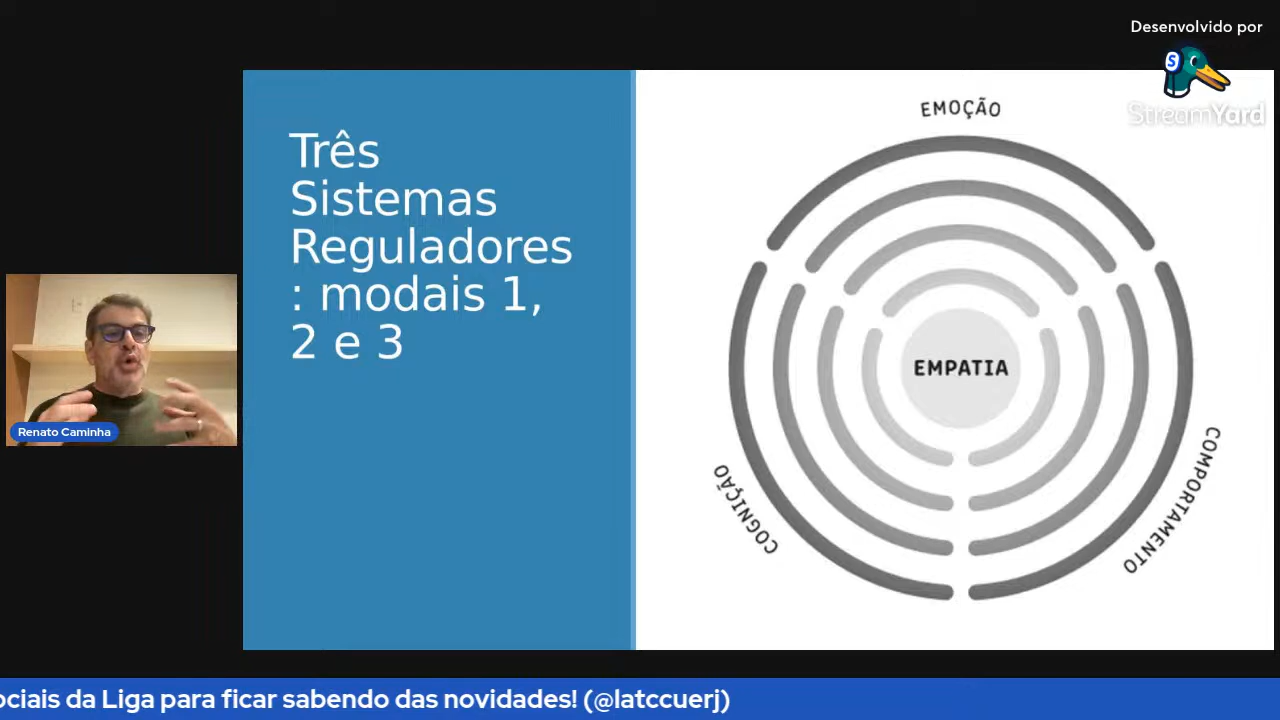 Desenvolvido por
S
StreamYard
Três
Sistemas
Reguladores
: modais 1,
2 e 3
EMOÇÃO
EMPATIA
COGNIÇÃO
COMPORTAMENTO
Renato Caminha
ociais da Liga para ficar sabendo das novidades! (@latccuerj)